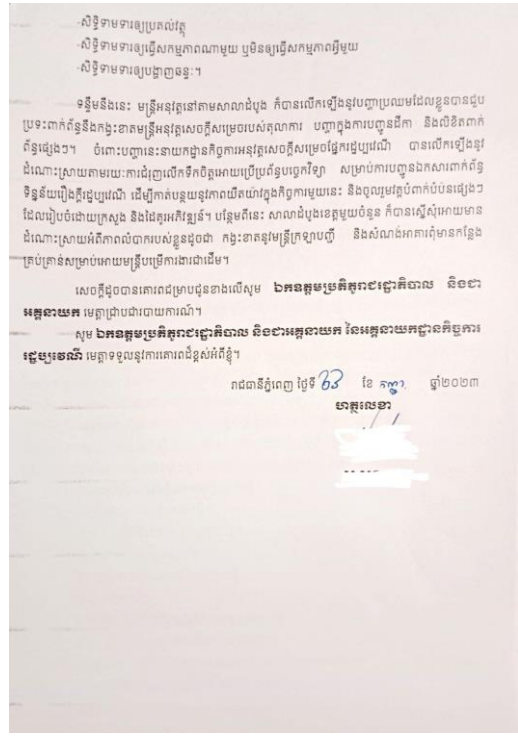 -សិទ្ធិទាមទារឲ្យប្រគល់វត្ថុ
-សិទ្ធិទាមទារឲ្យធ្វើសកម្មភាពណាមួយ ឬមិនឲ្យធ្វើសកម្មភាពអ្វីមួយ
-សិទ្ធិទាមទារឲ្យបង្ហាញឆន្ទៈ។
ទន្ទឹមនឹងនេះ មន្ត្រីអនុវត្តនៅតាមសាលាដំបូង ក៏បានលើកឡើងនូវបញ្ហាប្រឈមដែលខ្លួនបានជួប
ប្រទះពាក់ព័ន្ធនឹងកង្វះខាតមន្ត្រីអនុវត្តសេចក្តីសម្រេចរបស់តុលាការ បញ្ហាក្នុងការបញ្ជូនដីកា និងលិខិតពាក់
ព័ន្ធផ្សេងៗ។ ចំពោះបញ្ហានេះនាយកដ្ឋានកិច្ចការអនុវត្តសេចក្តីសម្រេចផ្នែករដ្ឋប្បវេណី បានលើកឡើងនូវ
ដំណោះស្រាយតាមរយៈការជំរុញលើកទឹកចិត្តអោយប្រើប្រព័ន្ធបច្ចេកវិទ្យា សម្រាប់ការបញ្ជូនឯកសារពាក់ព័ន្ធ
ទិន្នន័យរឿងក្តីរដ្ឋប្បវេណី ដើម្បីកាត់បន្ថយនូវភាពយឺតយ៉ាវក្នុងកិច្ចការមួយនេះ និងចូលរួមវគ្គបំពាក់បំប៉នផ្សេងៗ
ដែលរៀបចំដោយក្រសួង និងដៃគូរអភិវឌ្ឍន៍។ បន្ថែមពីនេះ សាលាដំបូងខេត្តមួយចំនួន ក៏បានស្នើសុំអោយមាន
ដំណោះស្រាយអំពីភាពលំបាករបស់ខ្លួនដូចជា កង្វះខាតនូវមន្ត្រីក្រឡាបញ្ជី និងសំណង់អាគារពុំមានកន្លែង
គ្រប់គ្រាន់សម្រាប់អោយមន្ត្រីបម្រើការងារជាដើម។
សេចក្តីដូចបានគោរពជម្រាបជូនខាងលើសូម ឯកឧត្តមប្រតិភូរាជរដ្ឋាភិបាល និងជា
អគ្គនាយក មេត្តាជ្រាបជារបាយការណ៍។
សូម ឯកឧត្តមប្រតិភូរាជរដ្ឋាភិបាល និងជាអគ្គនាយក នៃអគ្គនាយកដ្ឋានកិច្ចការ
រដ្ឋប្បវេណី មេត្តាទទួលនូវការគោរពដ៏ខ្ពស់អំពីខ្ញុំ។
រាជធានីភ្នំពេញ ថ្ងៃទី ខែ កញ្ញា ឆ្នាំ២០២៣
ហត្ថលេខា